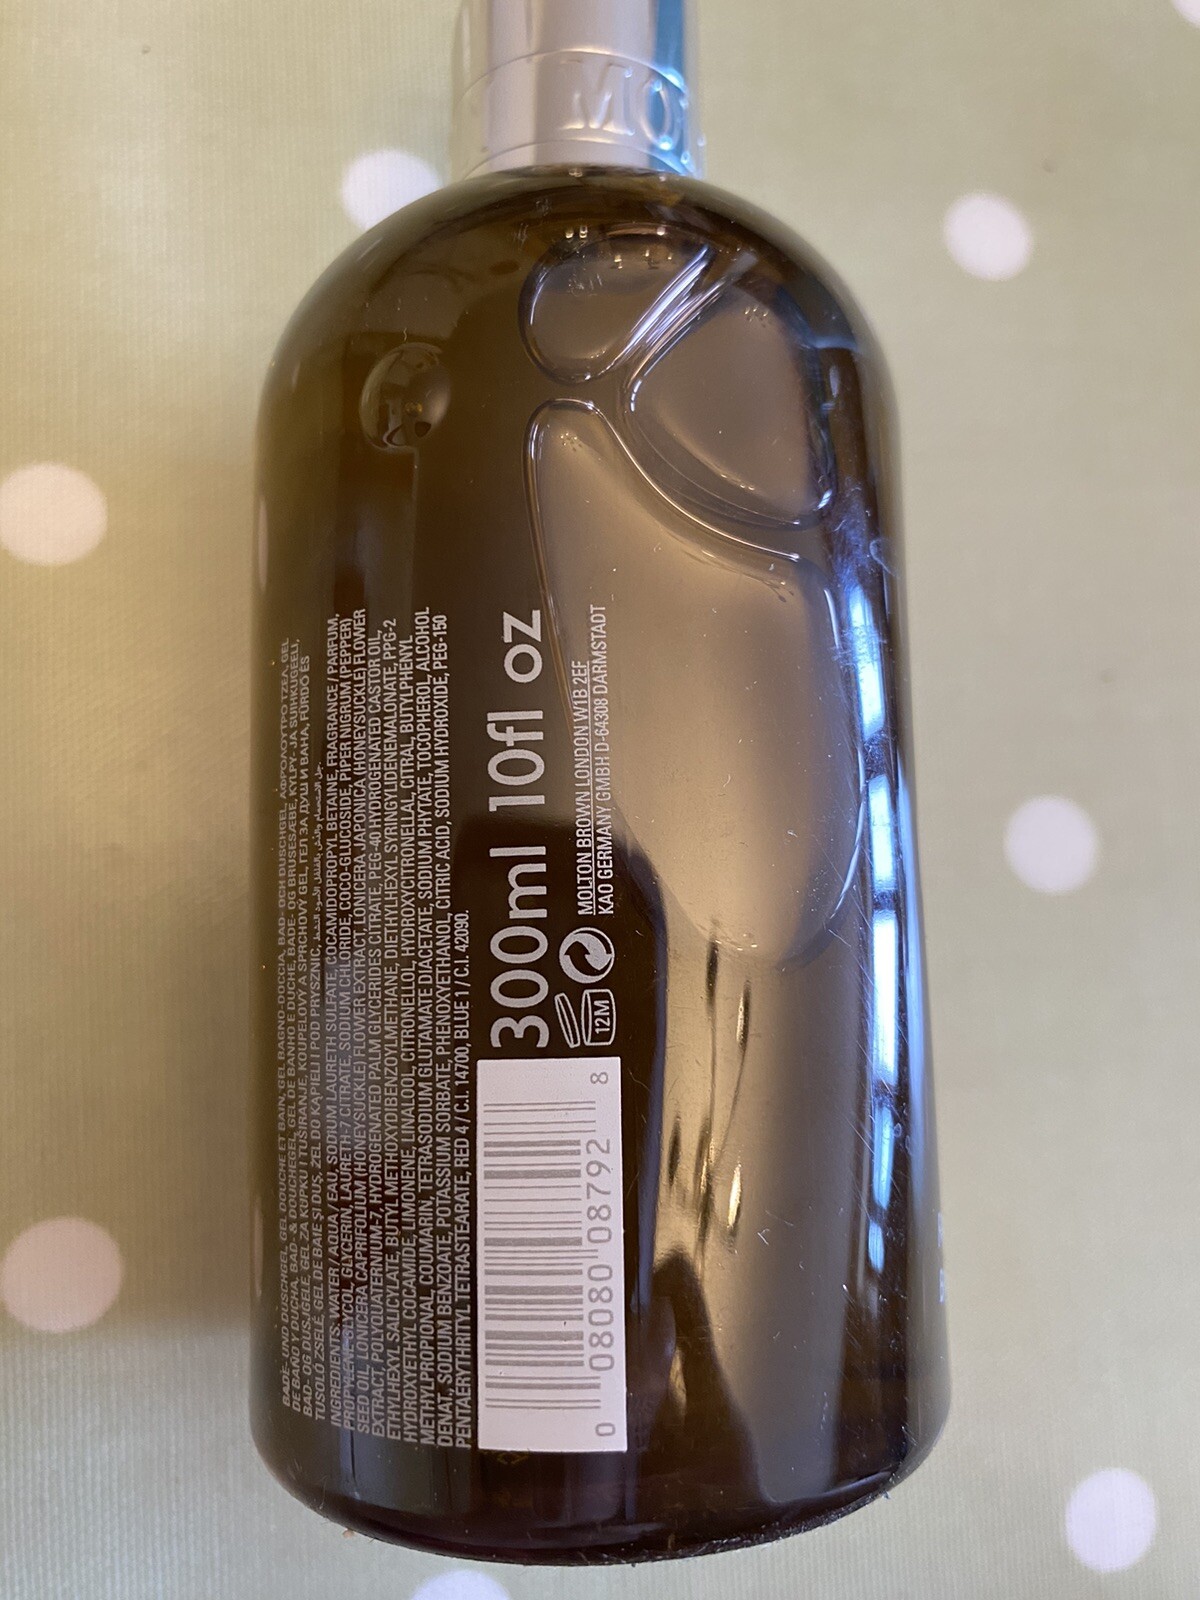 MO
BADE- UND DUSCHGEL, GEL DOUCHE ET BAIN, GEL BAGNO-DOCCIA, BAD- OCH DUSCHGEL, ΑΦΡΟΛΟΥΤΡΟ-ΤΖΕΛ, GEL
DE BAÑO Y DUCHA, BAD- & DOUCHEGEL, GEL DE BANHO E DUCHE, BADE- OG BRUSESÆBE, KYLPY- JA SUIHKUGEELI,
BAD- OG DUSJGELÉ, GEL ZA KUPKU I TUŠIRANJE, KOUPELOVÝ A SPRCHOVÝ GEL, ГЕЛ ЗА ДУШ И ВАНА, FÜRDŐ ÉS
TUSOLÓ ZSELÉ, GEL DE BAIE ȘI DUȘ, ŻEL DO KĄPIELI I POD PRYSZNIC,
INGREDIENTS: WATER / AQUA / EAU, SODIUM LAURETH SULFATE, COCAMIDOPROPYL BETAINE, FRAGRANCE / PARFUM,
PROPYLENE GLYCOL, GLYCERIN, LAURETH-7 CITRATE, SODIUM CHLORIDE, COCO-GLUCOSIDE, PIPER NIGRUM (PEPPER)
SEED OIL, LONICERA CAPRIFOLIUM (HONEYSUCKLE) FLOWER EXTRACT, LONICERA JAPONICA (HONEYSUCKLE) FLOWER
EXTRACT, POLYQUATERNIUM-7, HYDROGENATED PALM GLYCERIDES CITRATE, PEG-40 HYDROGENATED CASTOR OIL,
ETHYLHEXYL SALICYLATE, BUTYL METHOXYDIBENZOYLMETHANE, DIETHYLHEXYL SYRINGYLIDENEMALONATE, PPG-2
HYDROXYETHYL COCAMIDE, LIMONENE, LINALOOL, CITRONELLOL, HYDROXYCITRONELLAL, CITRAL, BUTYLPHENYL
METHYLPROPIONAL, COUMARIN, TETRASODIUM GLUTAMATE DIACETATE, SODIUM PHYTATE, TOCOPHEROL, ALCOHOL
DENAT., SODIUM BENZOATE, POTASSIUM SORBATE, PHENOXYETHANOL, CITRIC ACID, SODIUM HYDROXIDE, PEG-150
PENTAERYTHRITYL TETRASTEARATE, RED 4 / C.I. 14700, BLUE 1 / C.I. 42090.
300ml 10fl oz
12M
MOLTON BROWN LONDON W1B 2EF
KAO GERMANY GMBH D-64308 DARMSTADT
0 08080 08792 8